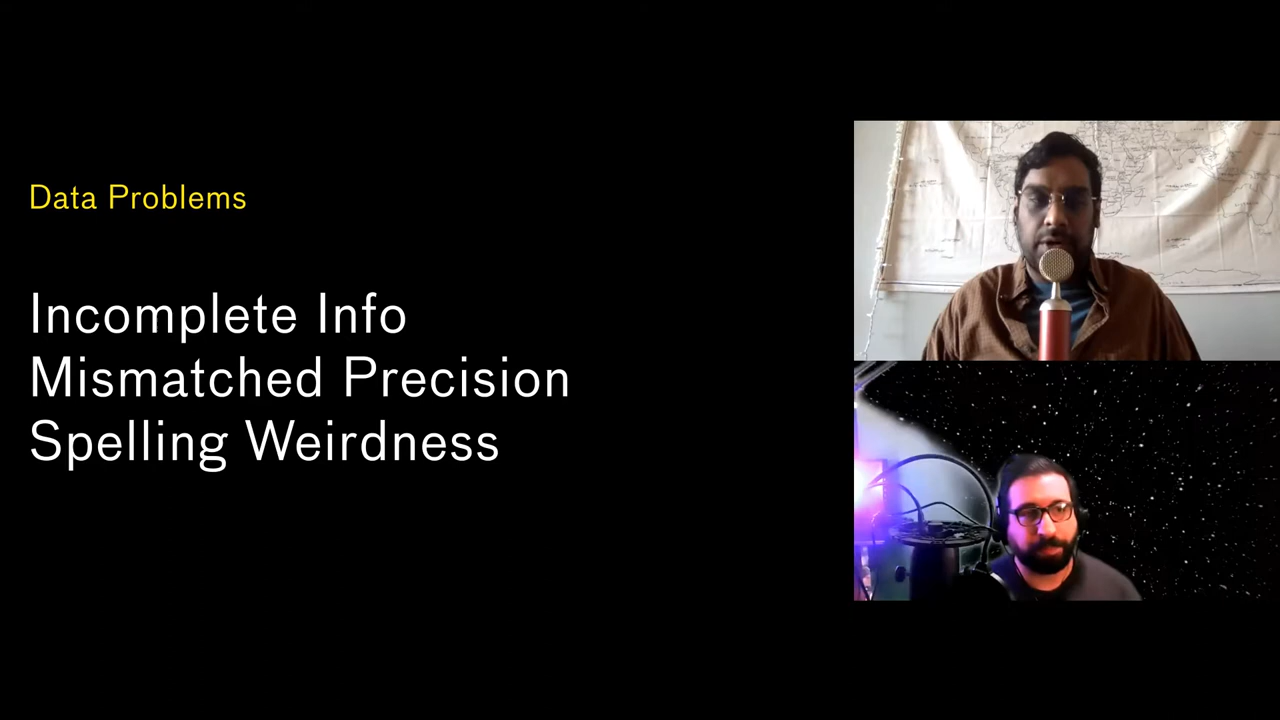 Data Problems
Incomplete Info
Mismatched Precision
Spelling Weirdness